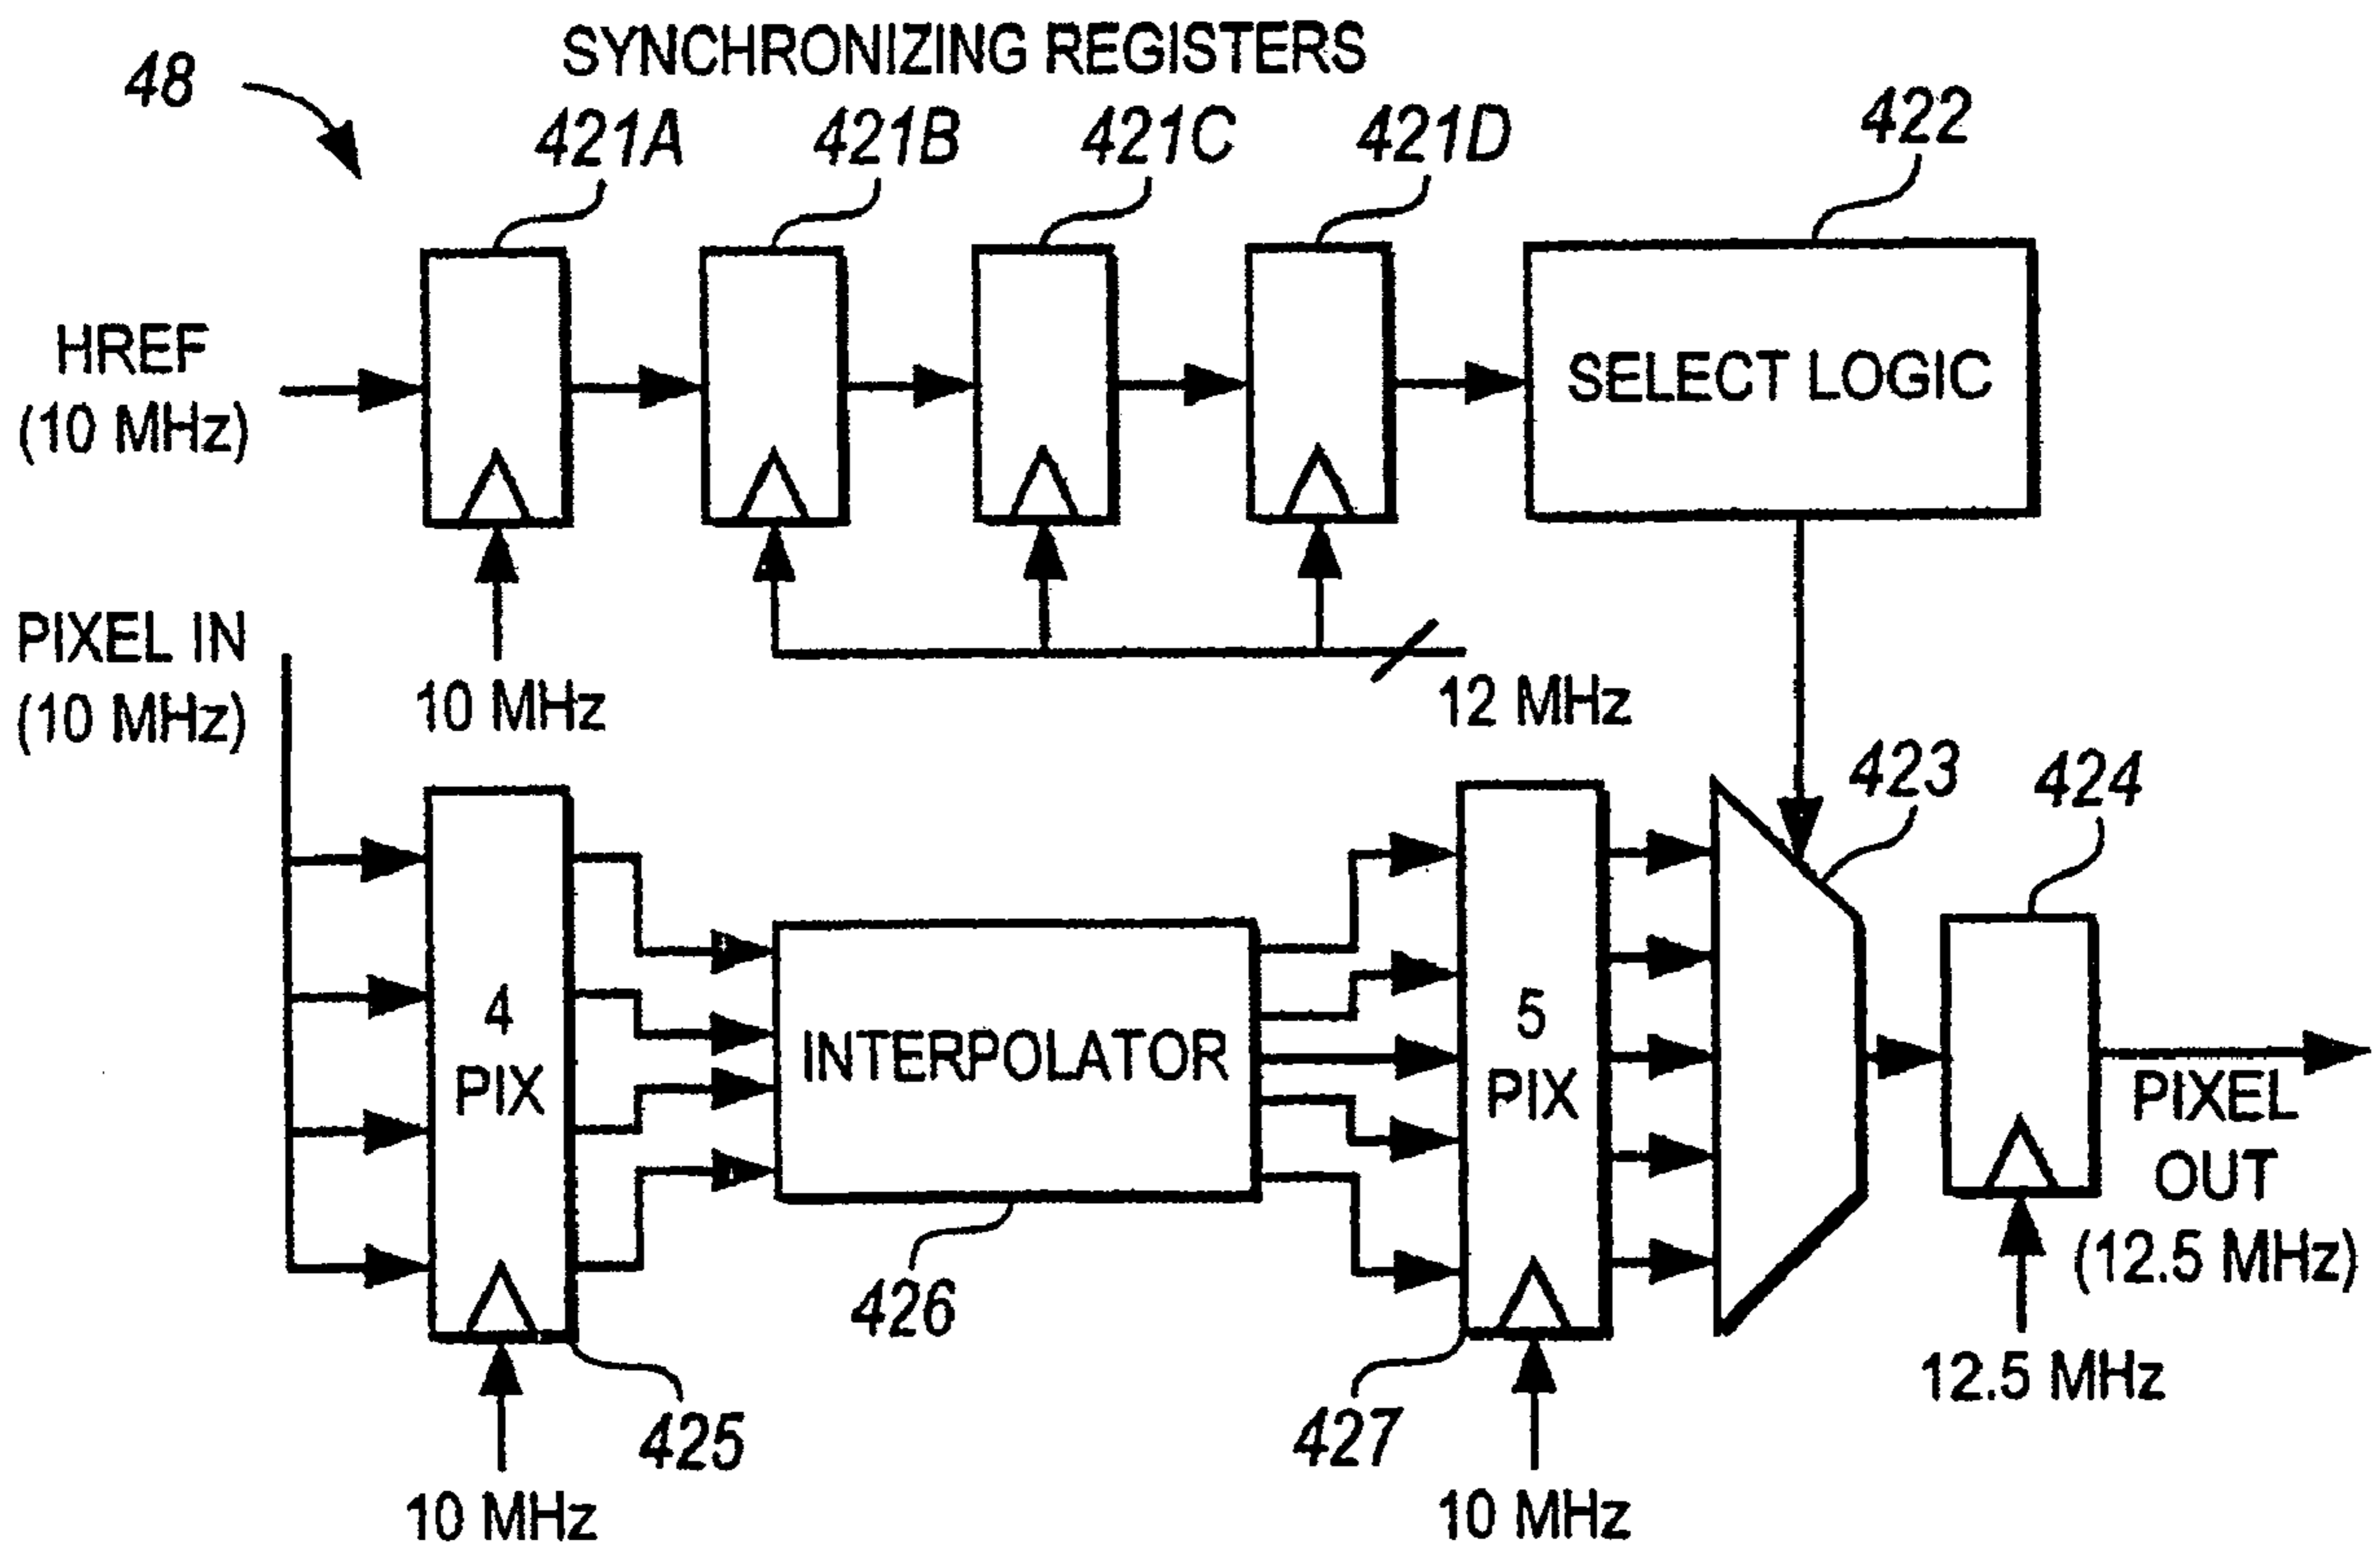 SYNCHRONIZING REGISTERS
48
421A
421B
421C
421D
422
HREF
(10 MHz)
SELECT LOGIC
PIXEL IN
(10 MHz)
10 MHz
12 MHz
423
424
4
PIX
INTERPOLATOR
5
PIX
PIXEL
OUT
(12.5 MHz)
426
12.5 MHz
425
427
10 MHz
10 MHz